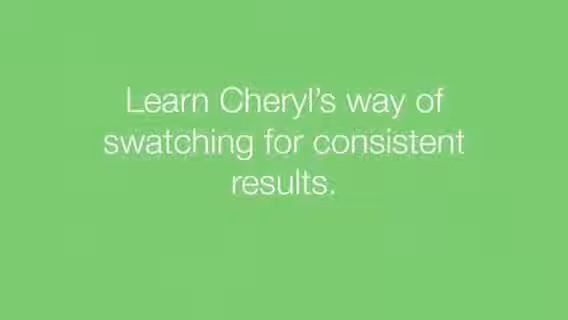 Learn Cheryl's way of
swatching for consistent
results.